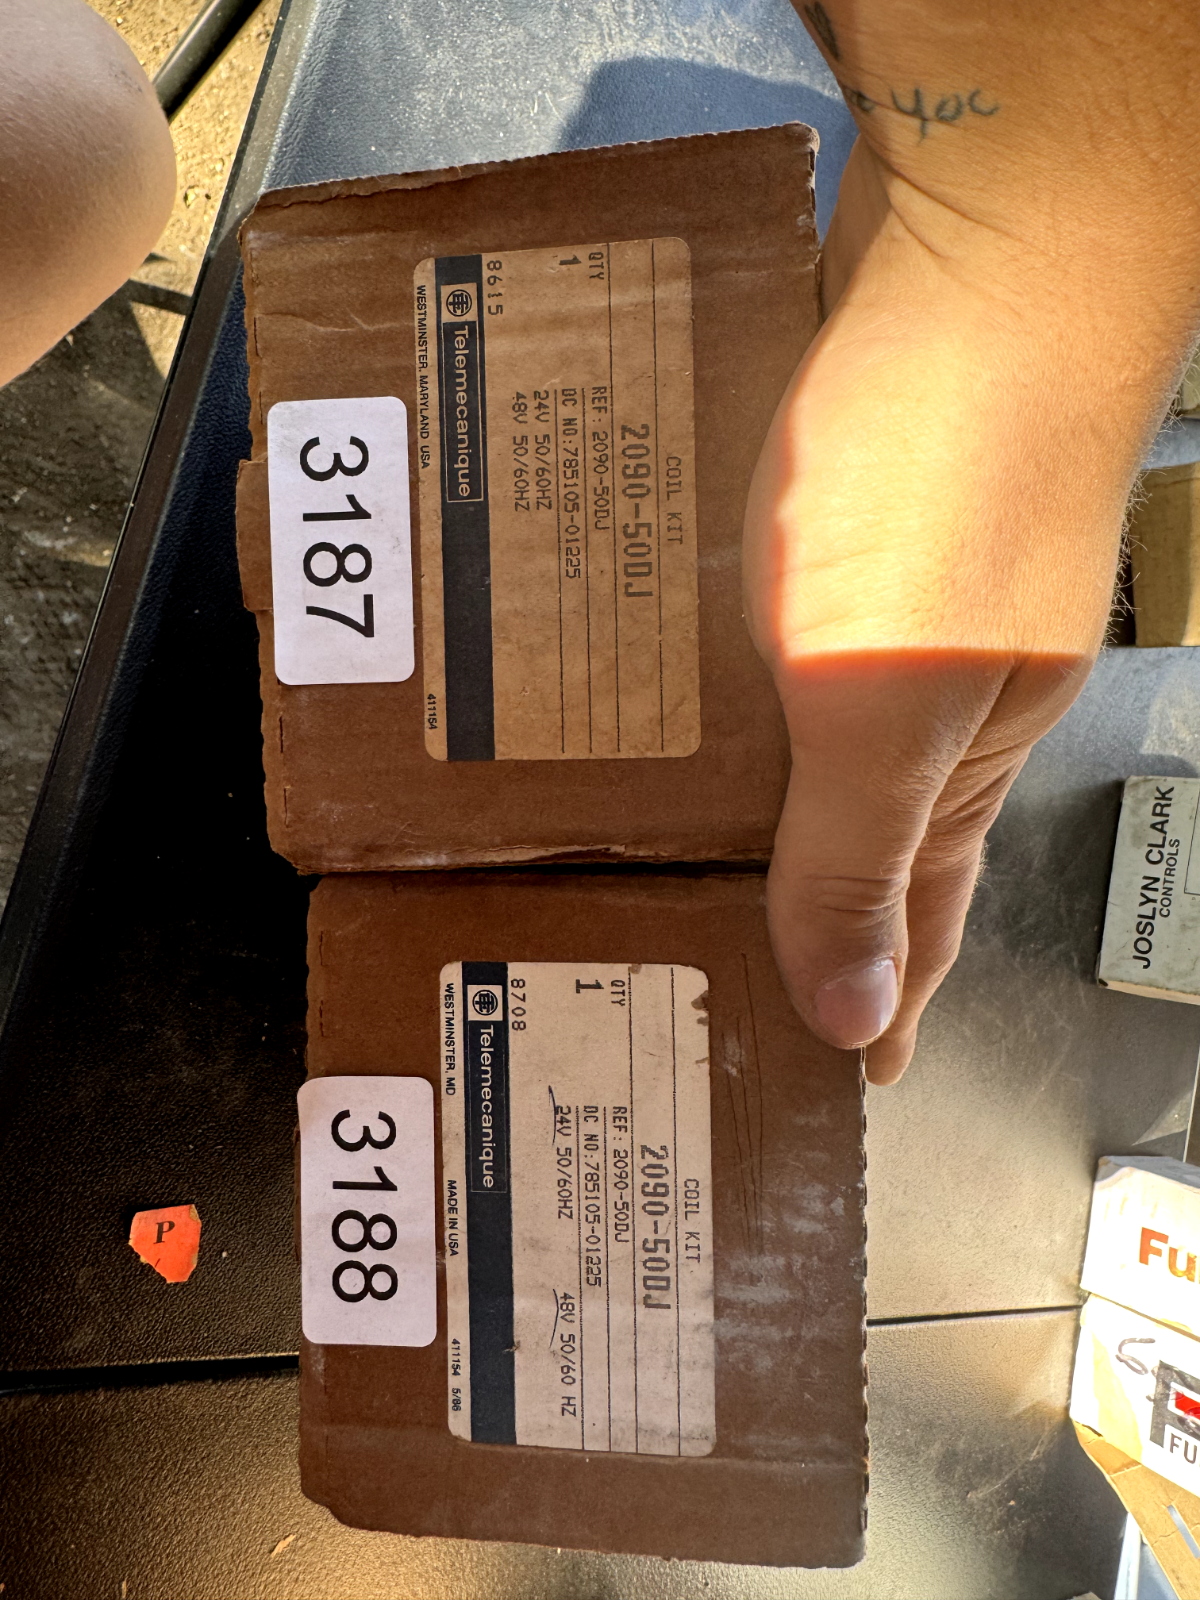 COIL KIT
2090-50DJ
REF: 2090-50DJ
DC NO:785105-01225
24V 50/60HZ
48V 50/60HZ
QTY
1
8615
Telemecanique
WESTMINSTER, MARYLAND USA
411154
3187
COIL KIT
2090-50DJ
REF: 2090-50DJ
DC NO:785105-01225
24V 50/60HZ 48V 50/60 HZ
QTY
1
8708
Telemecanique
WESTMINSTER, MD MADE IN USA 411154 5/86
3188
P
JOSLYN CLARK
CONTROLS
Fu
FU